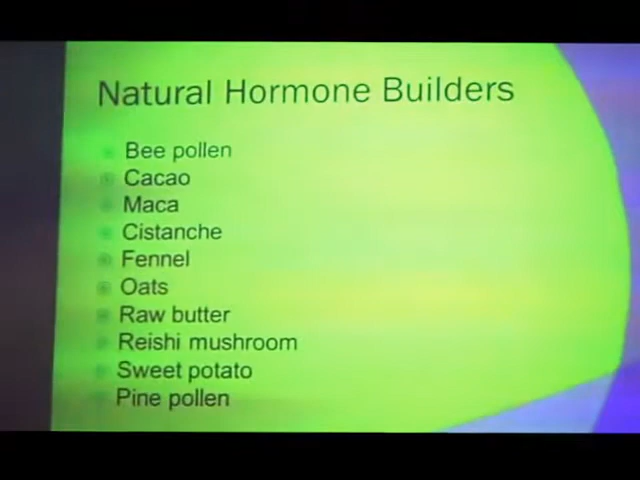 Natural Hormone Builders
Bee pollen
Cacao
Maca
Cistanche
Fennel
Oats
Raw butter
Reishi mushroom
Sweet potato
Pine pollen